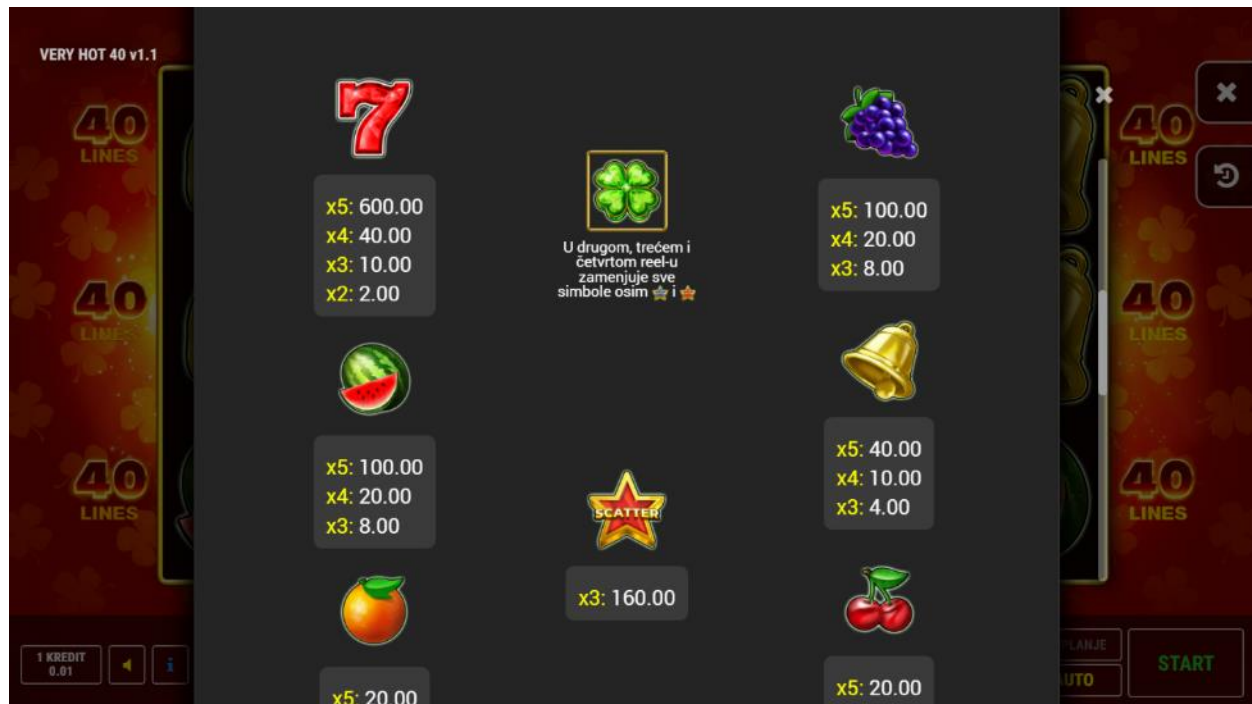 VERY HOT 40 v1.1
40
LINES
40
LINES
40
LINES
x5: 600.00
x4: 40.00
x3: 10.00
x2: 2.00
x5: 100.00
x4: 20.00
x3: 8.00
x5: 20.00
U drugom, trećem i
četvrtom reel-u
zamenjuje sve
simbole osim i
SCATTER
x3: 160.00
x5: 100.00
x4: 20.00
x3: 8.00
x5: 40.00
x4: 10.00
x3: 4.00
x5: 20.00
40
LINES
40
LINES
40
LINES
1 KREDIT
0.01
i
START